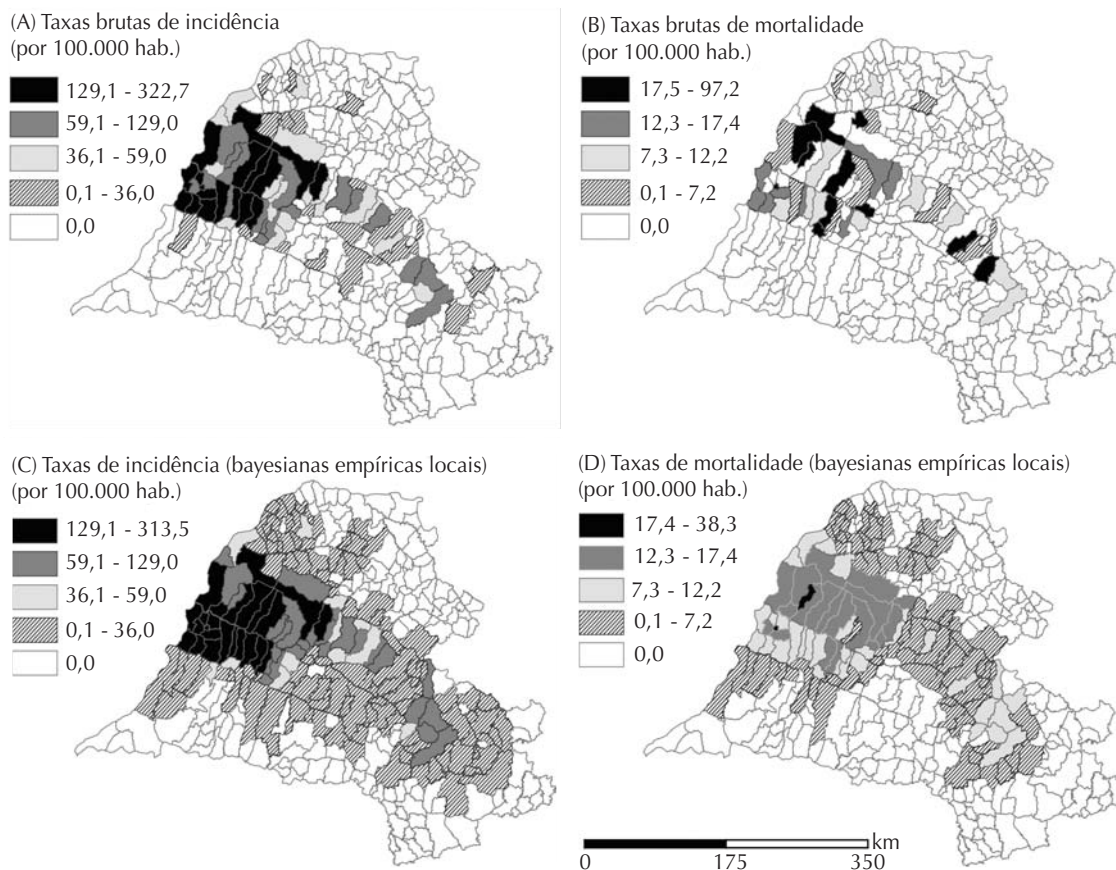 (A) Taxas brutas de incidência
(por 100.000 hab.)
129,1 - 322,7
59,1 - 129,0
36,1 - 59,0
0,1 - 36,0
0,0
(B) Taxas brutas de mortalidade
(por 100.000 hab.)
17,5 - 97,2
12,3 - 17,4
7,3 - 12,2
0,1 - 7,2
0,0
(C) Taxas de incidência (bayesianas empíricas locais)
(por 100.000 hab.)
129,1 - 313,5
59,1 - 129,0
36,1 - 59,0
0,1 - 36,0
0,0
(D) Taxas de mortalidade (bayesianas empíricas locais)
(por 100.000 hab.)
17,4 - 38,3
12,3 - 17,4
7,3 - 12,2
0,1 - 7,2
0,0
km
0 175 350